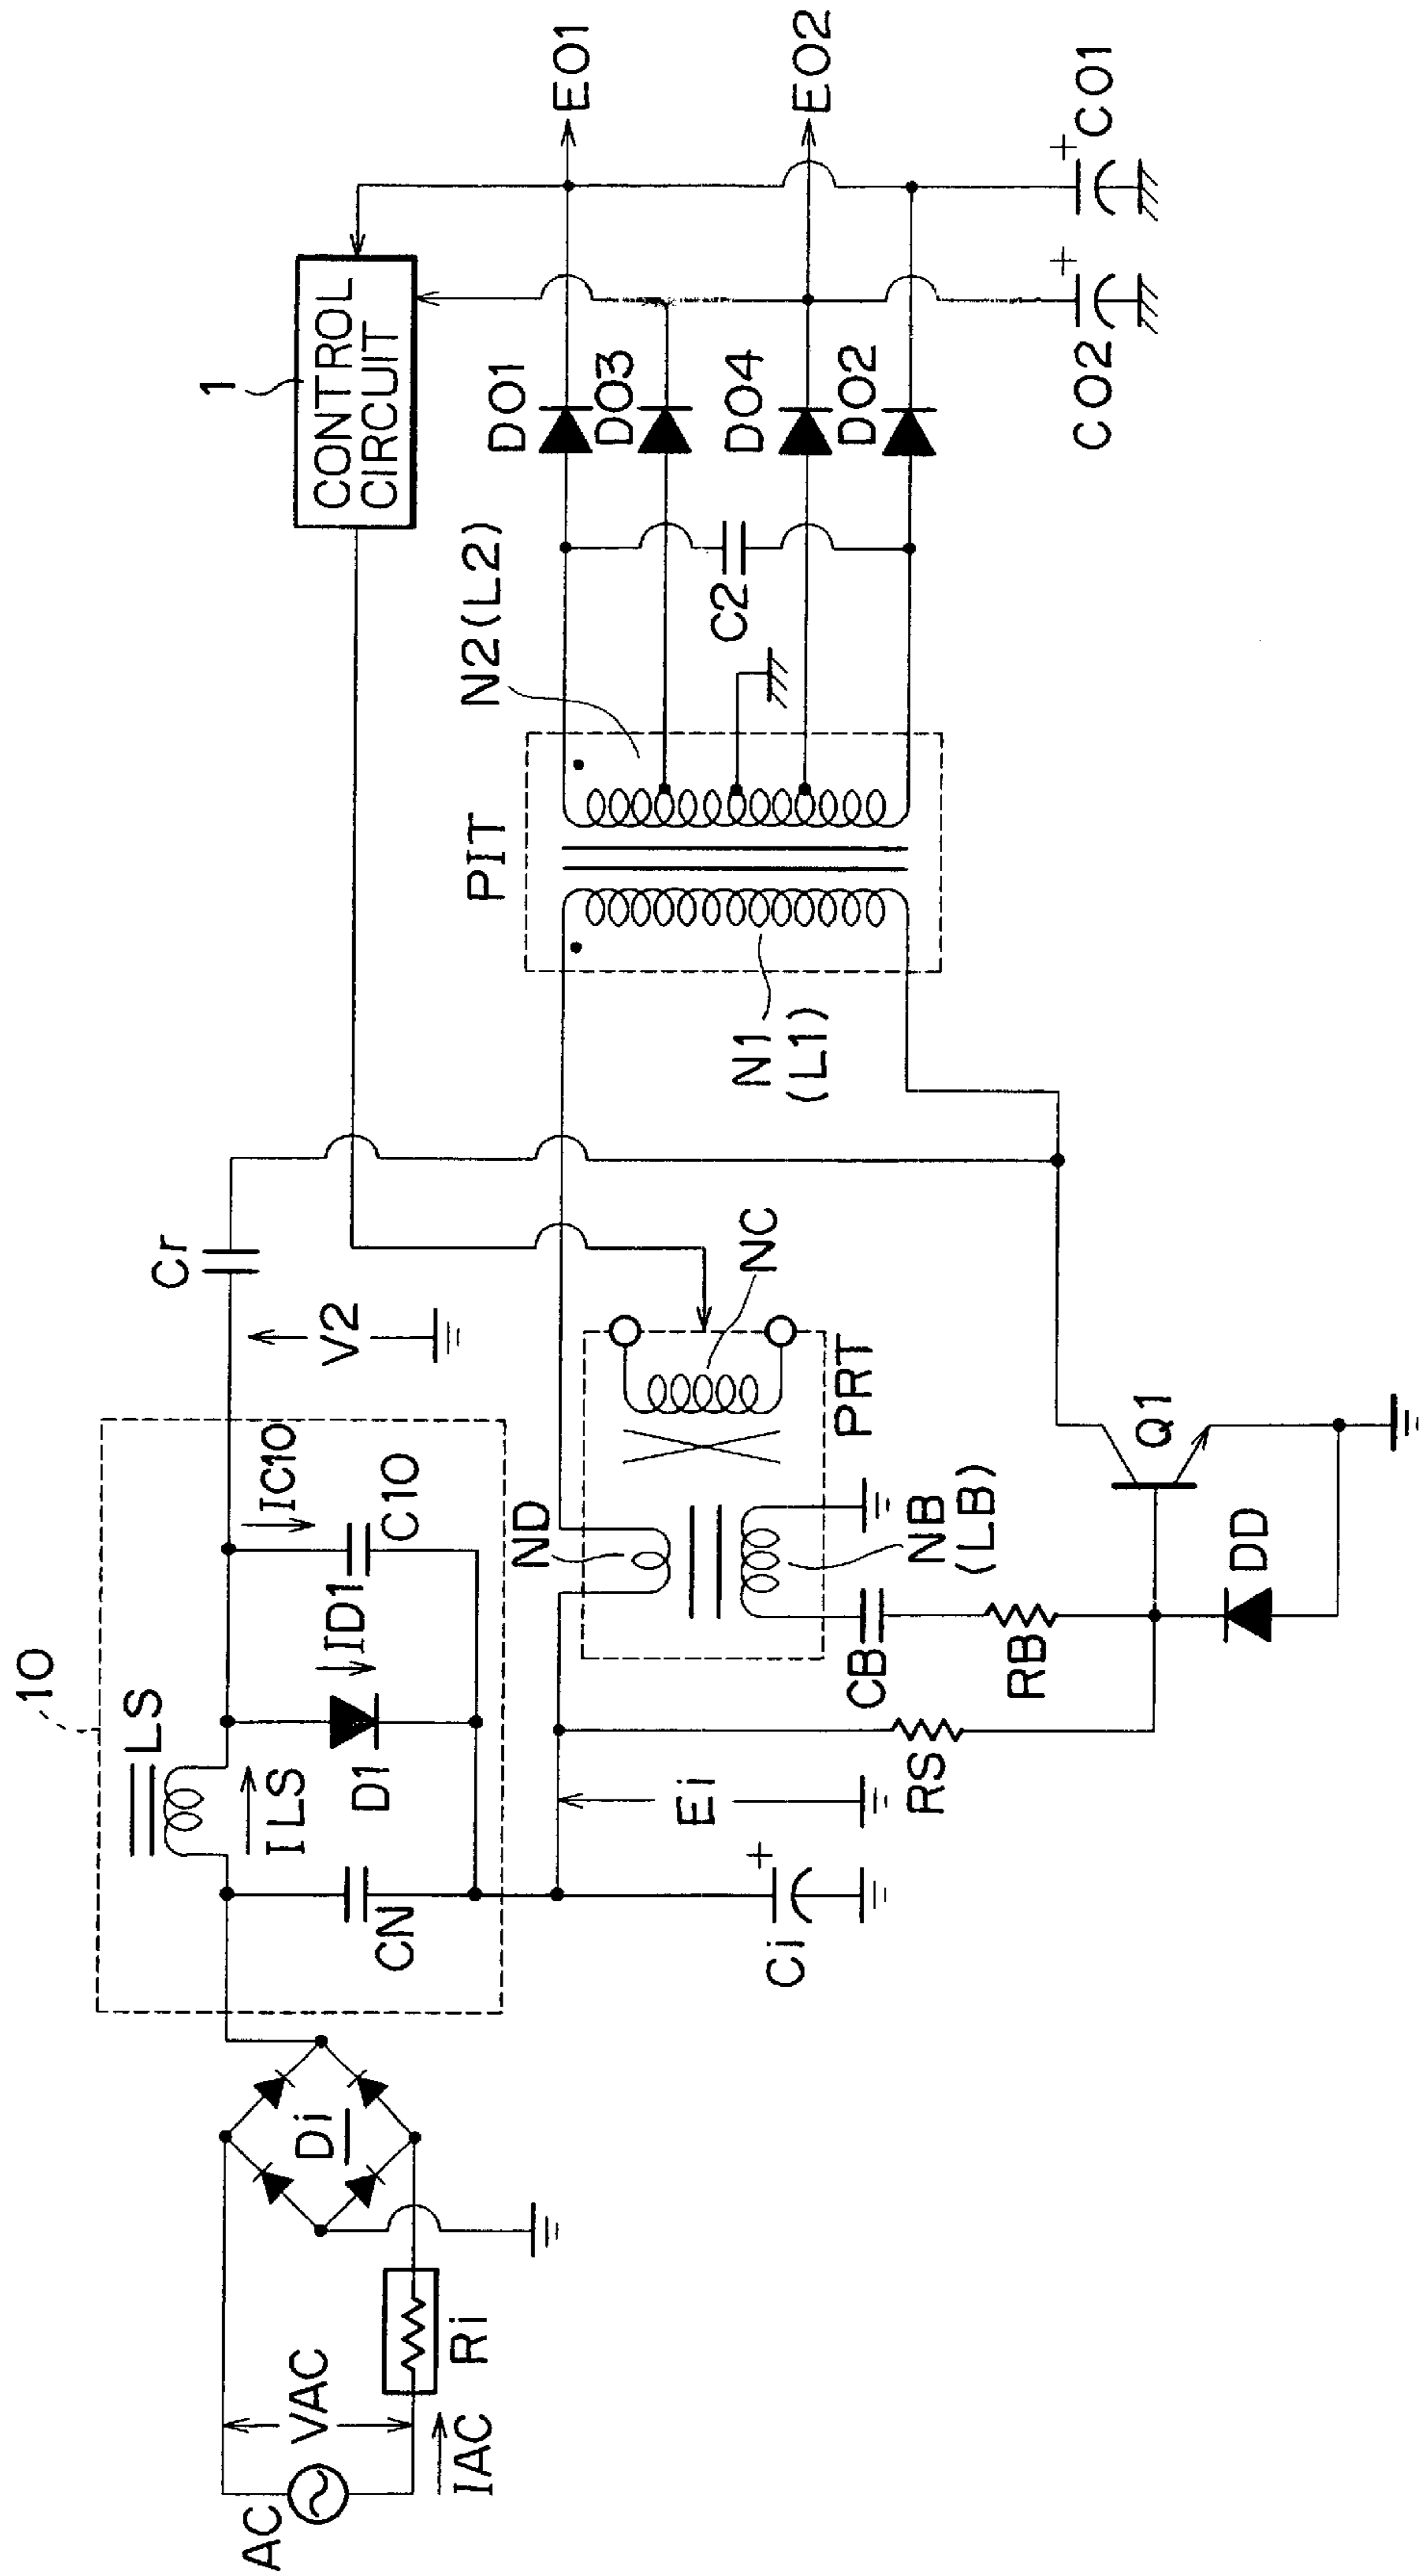 AC
VAC
IAC
Ri
Di
10
LS
ILS
CN
D1
ID1
C10
IC10
V2
Cr
Ci
+
Ei
RS
ND
CB
RB
NB
(LB)
NC
PRT
DD
Q1
PIT
N1
(L1)
N2(L2)
C2
1
CONTROL
CIRCUIT
DO1
DO3
DO4
DO2
EO1
EO2
+
CO1
+
CO2